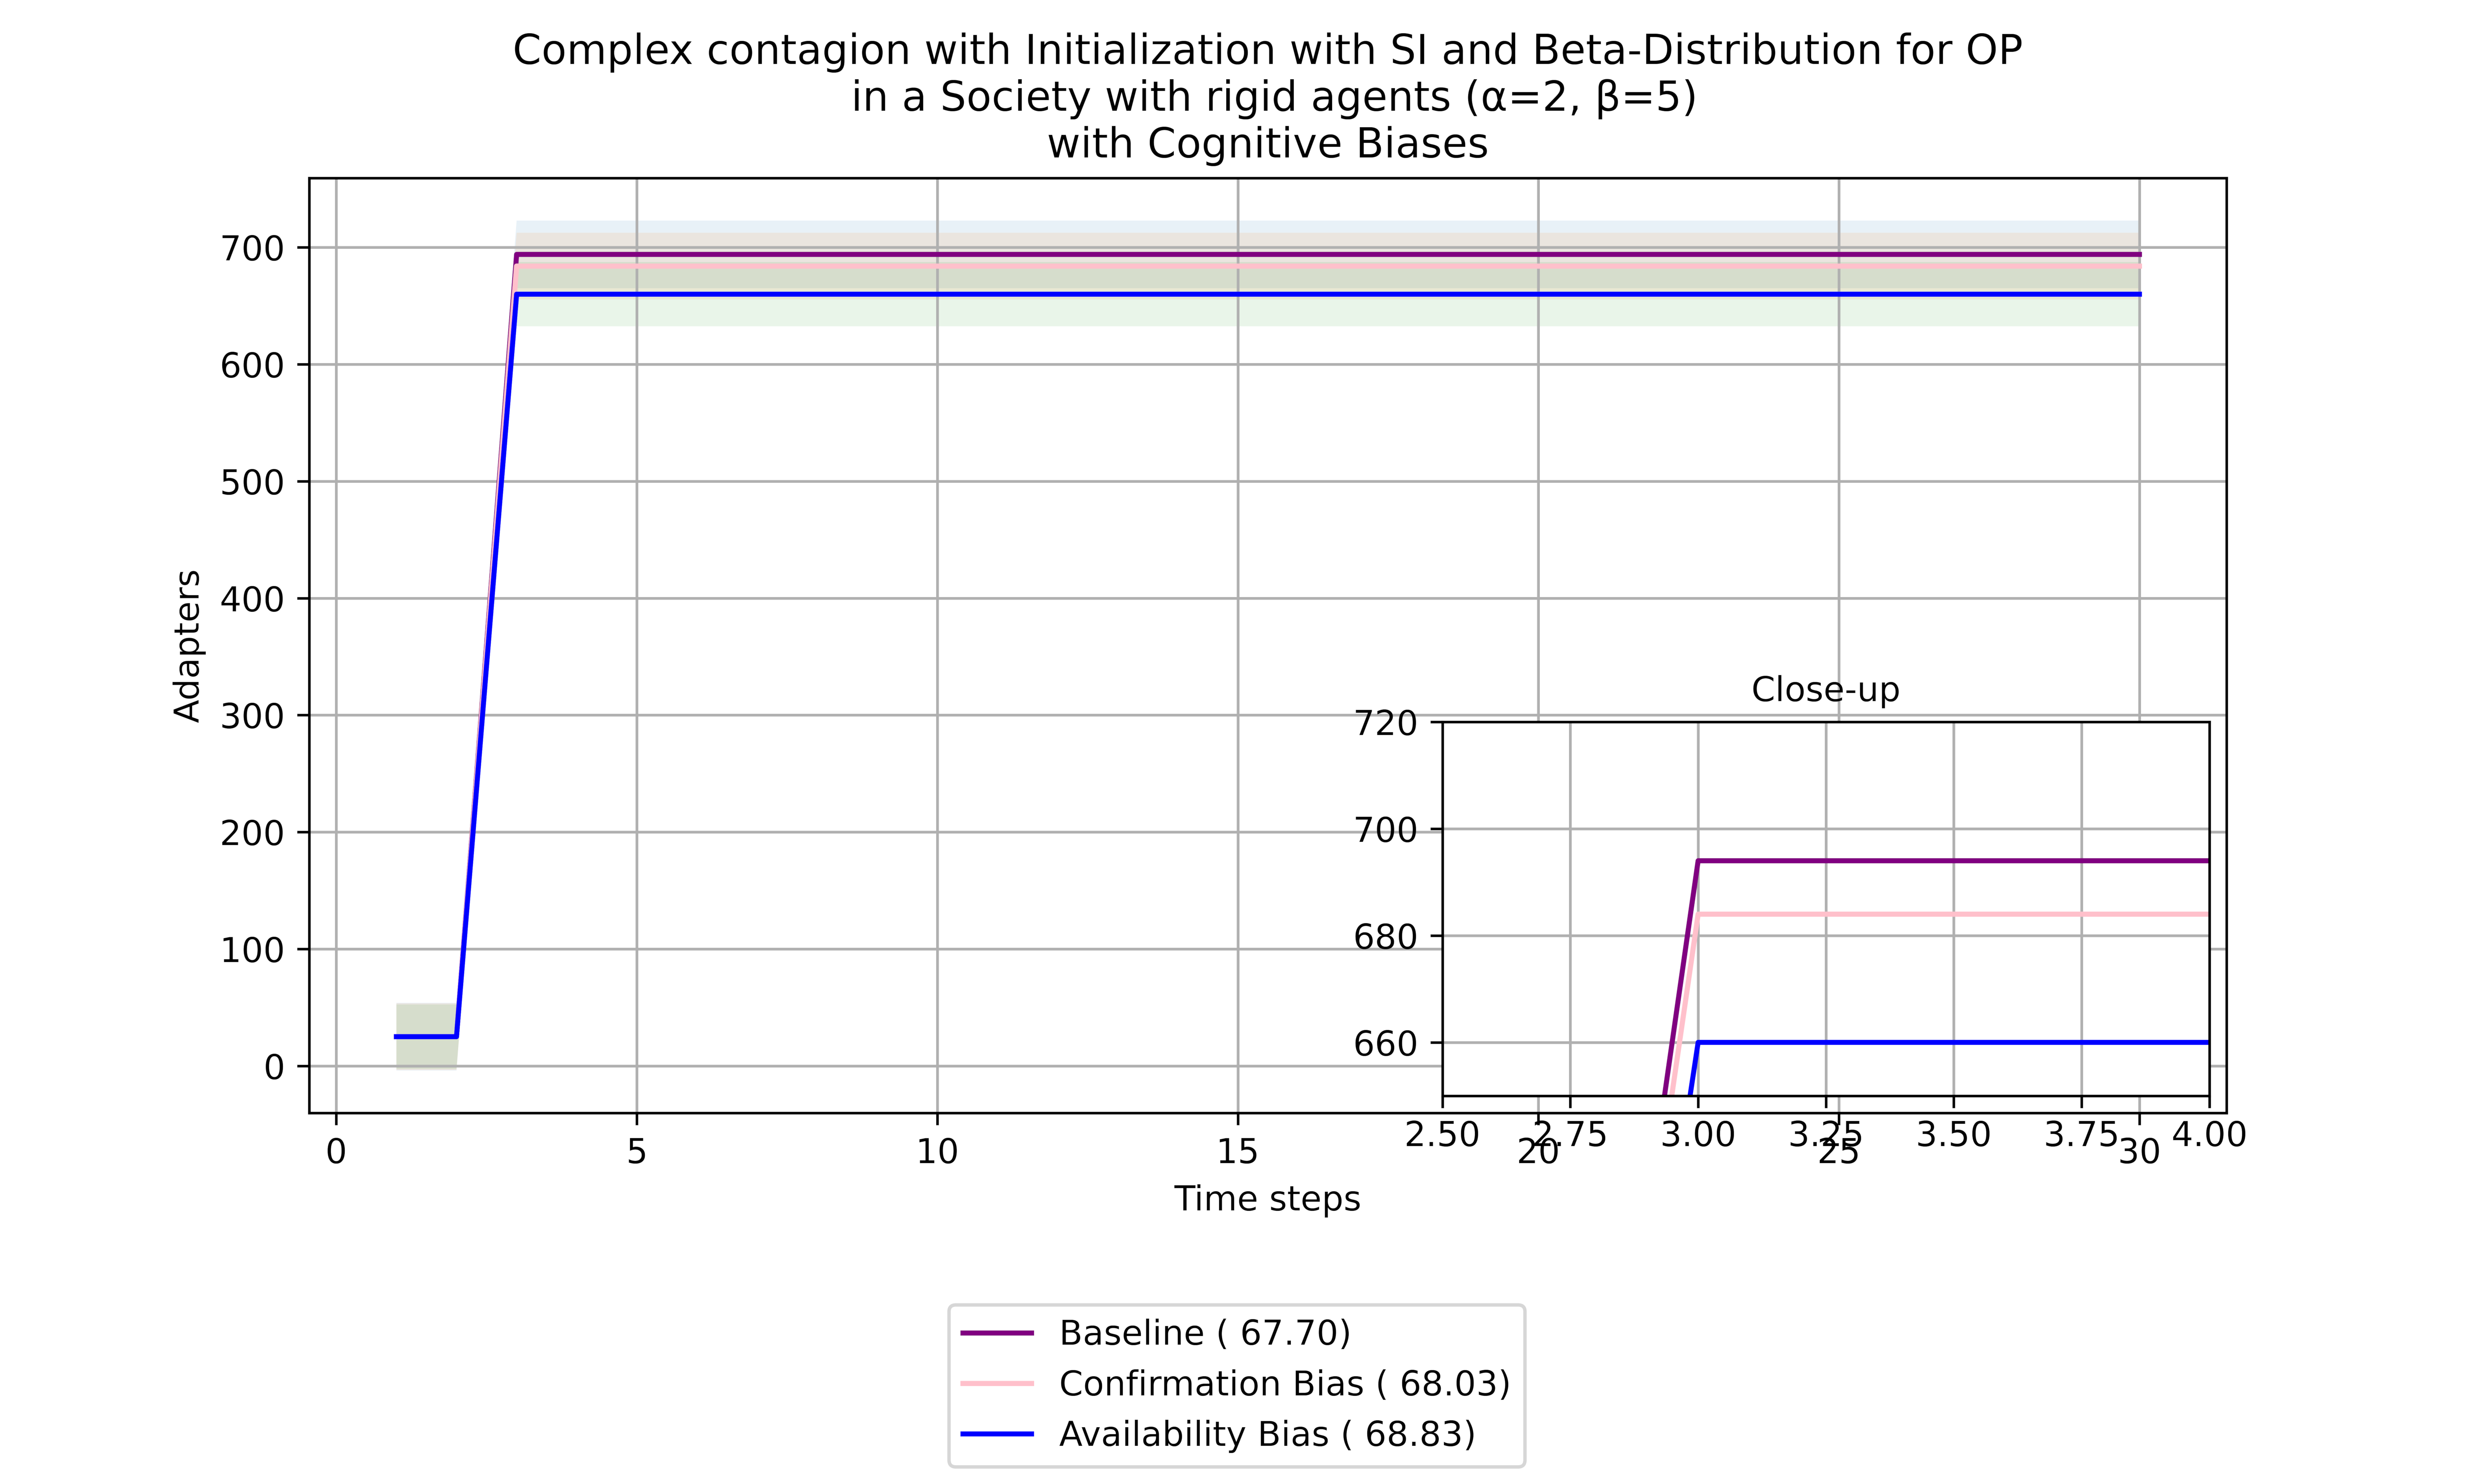 Complex contagion with Initialization with SI and Beta-Distribution for OP
in a Society with rigid agents (α=2, β=5)
with Cognitive Biases
700
600
500
400
300
200
100
0
Adapters
Close-up
720
700
680
660
2.50 2.75 3.00 3.25 3.50 3.75 4.00
0 5 10 15 20 25 30
Time steps
Baseline ( 67.70)
Confirmation Bias ( 68.03)
Availability Bias ( 68.83)